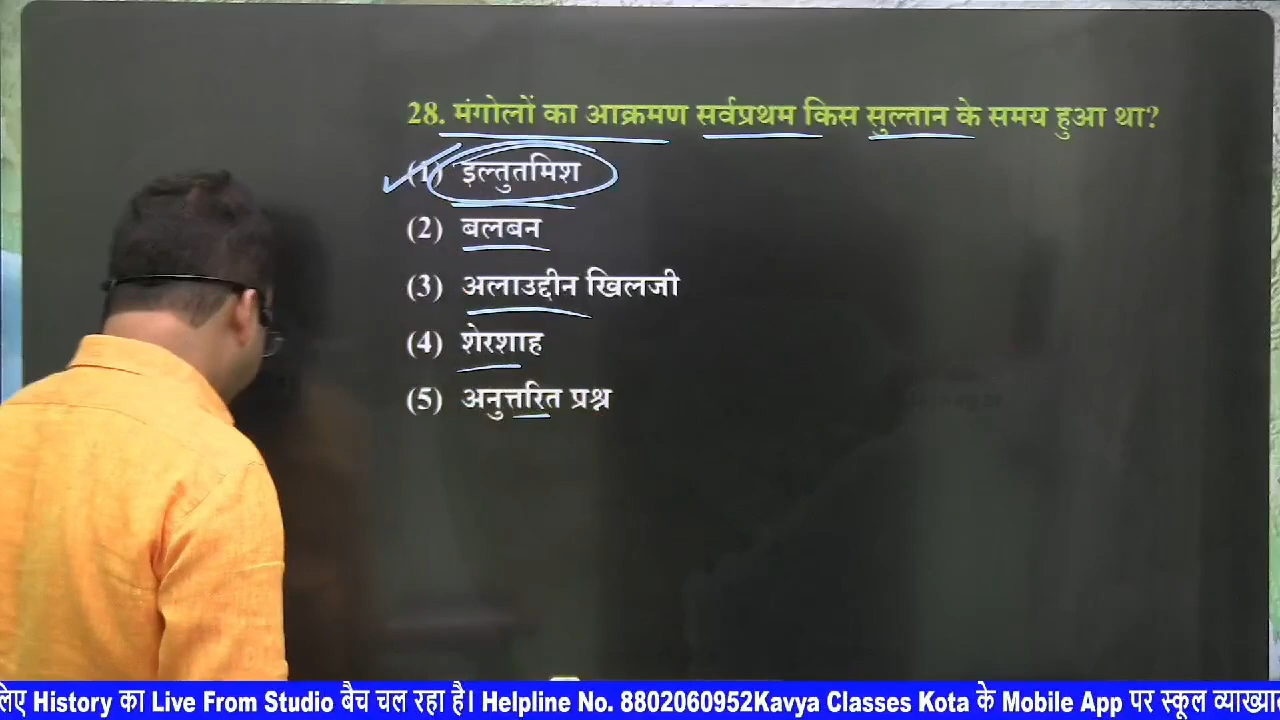 28. मंगोलों का आक्रमण सर्वप्रथम किस सुल्तान के समय हुआ था?
(1) इल्तुतमिश
(2) बलबन
(3) अलाउद्दीन खिलजी
(4) शेरशाह
(5) अनुत्तरित प्रश्न
लिए History का Live From Studio बैच चल रहा है। Helpline No. 8802060952Kavya Classes Kota के Mobile App पर स्कूल व्याख्या